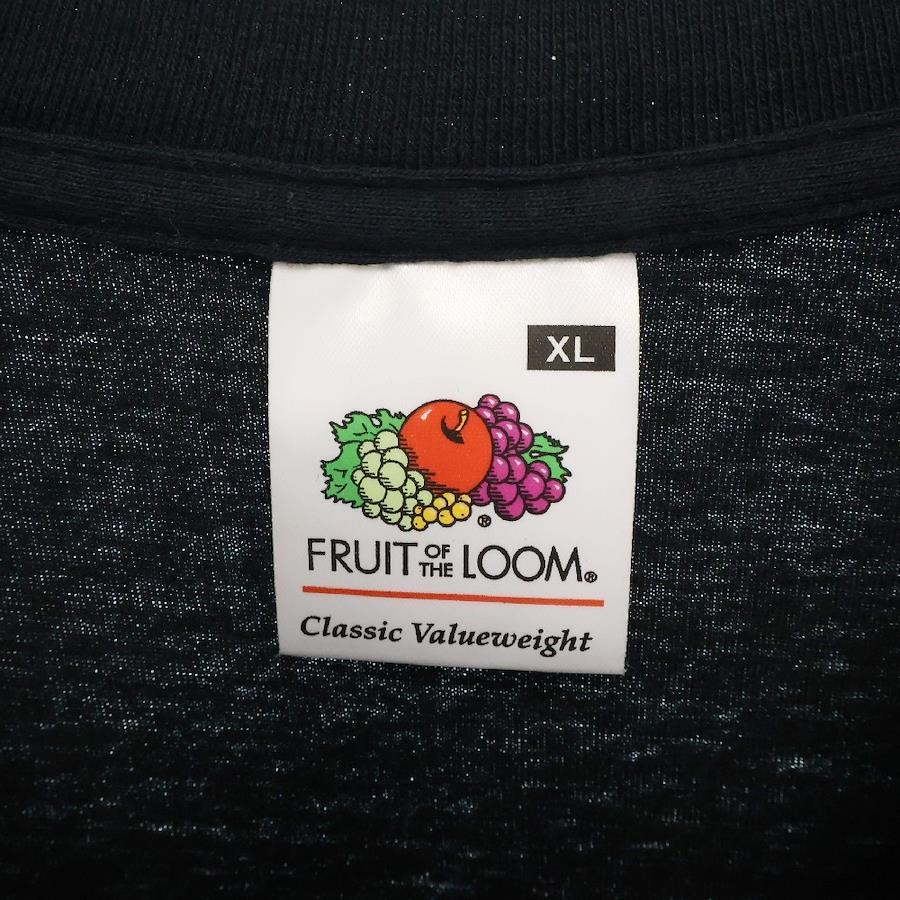 XL
®
FRUIT OF THE LOOM®
Classic Valueweight